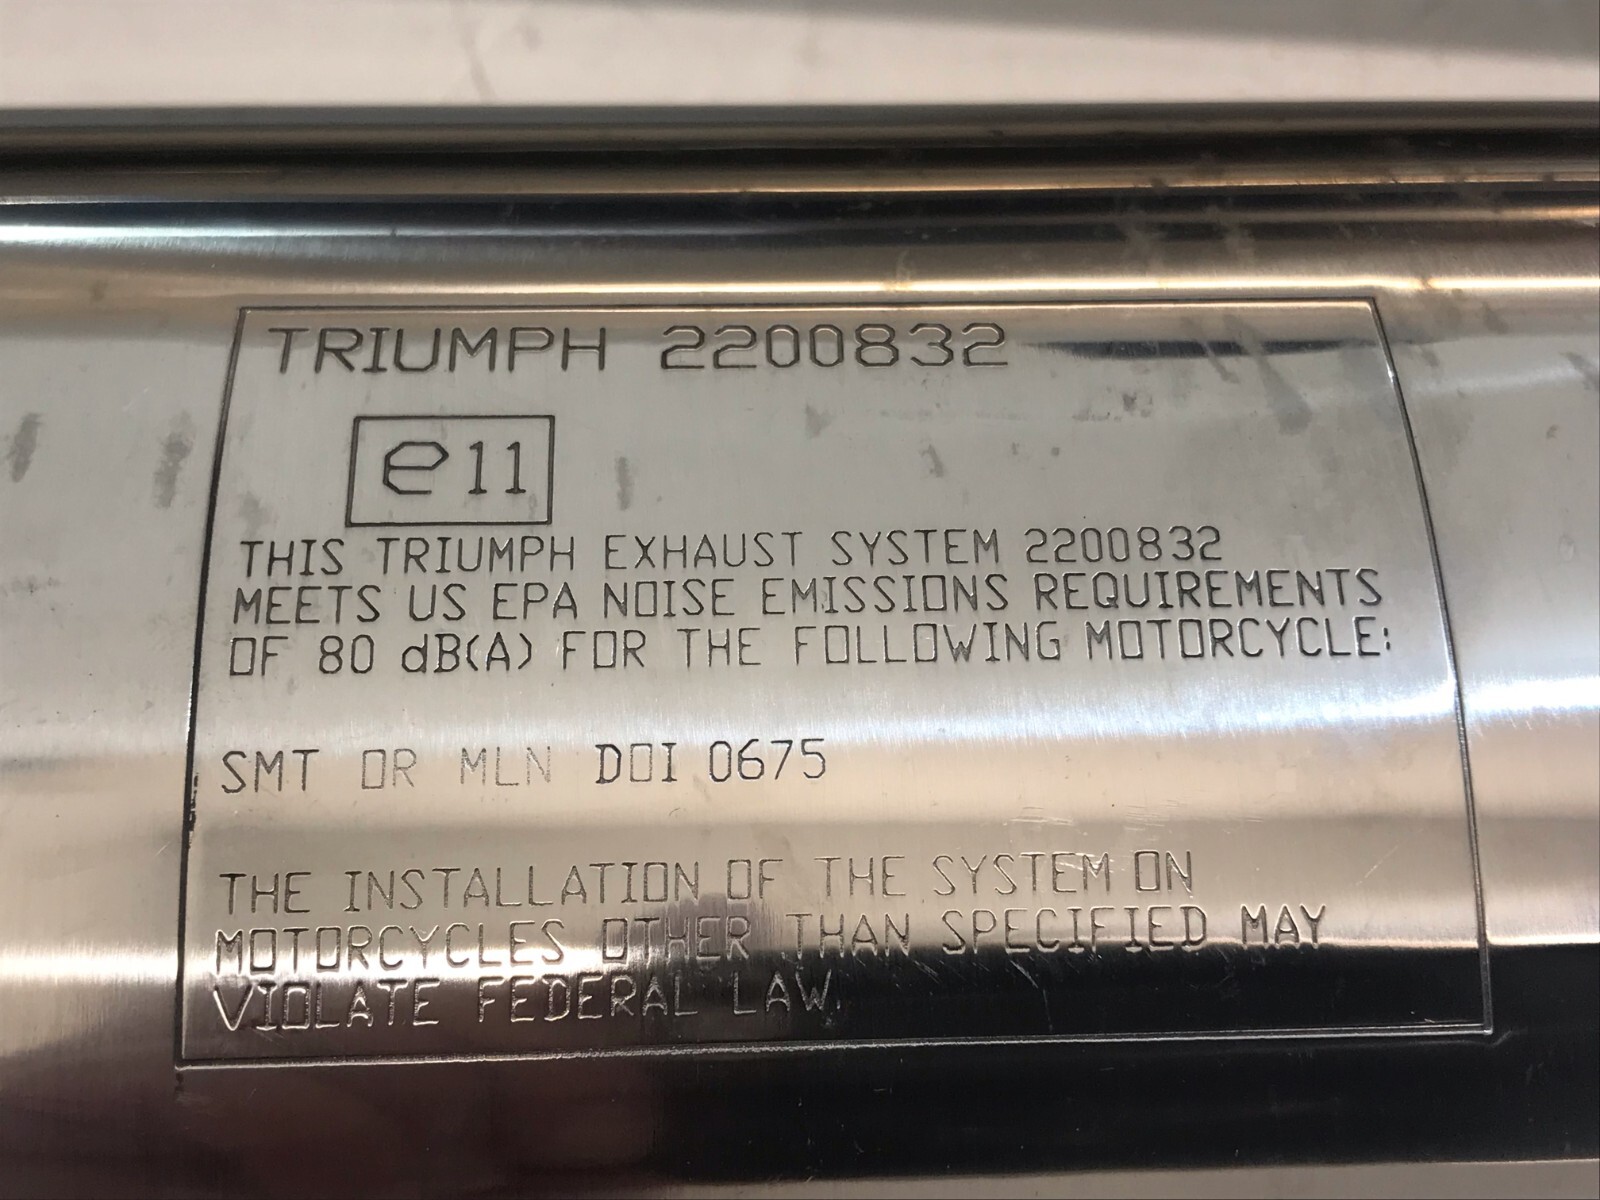 TRIUMPH 2200832
e11
THIS TRIUMPH EXHAUST SYSTEM 2200832
MEETS US EPA NOISE EMISSIONS REQUIREMENTS
OF 80 dB(A) FOR THE FOLLOWING MOTORCYCLE:
SMT OR MLN DOI 0675
THE INSTALLATION OF THE SYSTEM ON
MOTORCYCLES OTHER THAN SPECIFIED MAY
VIOLATE FEDERAL LAW.